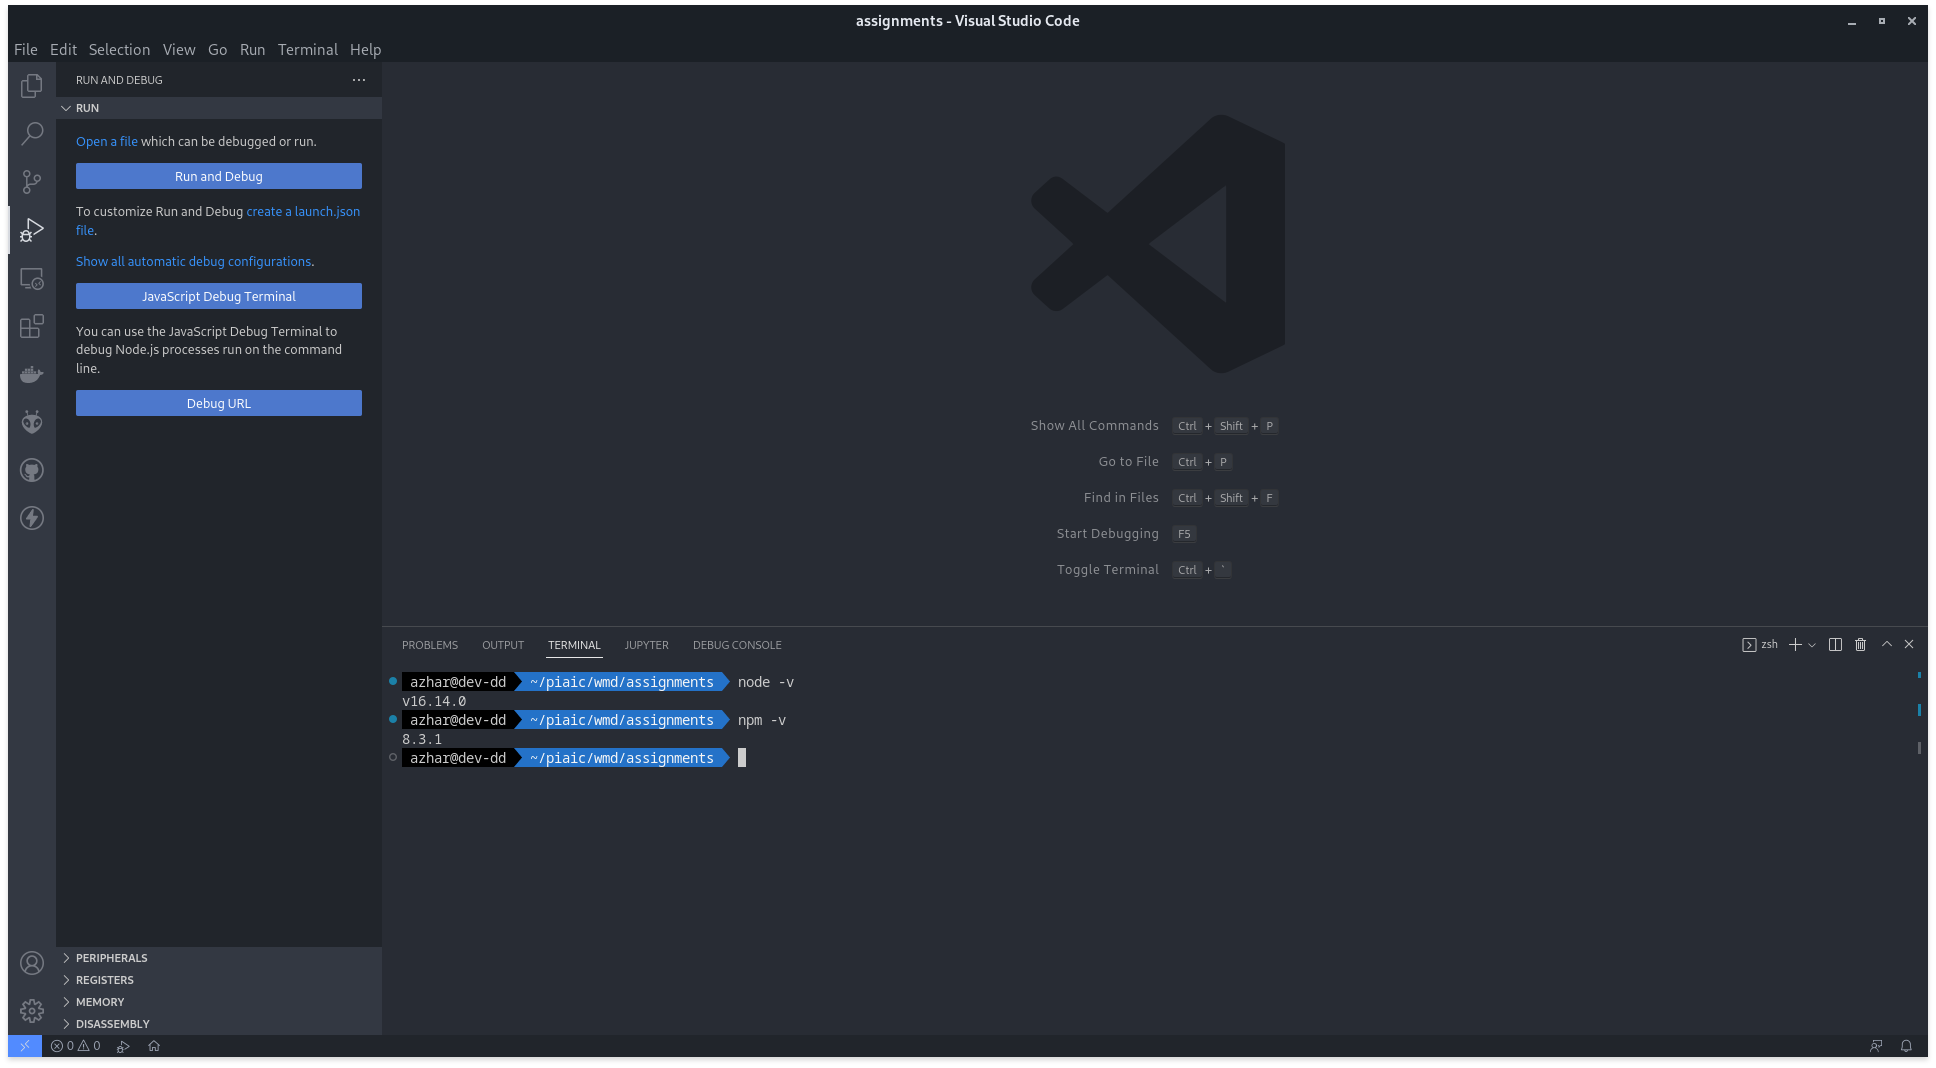 assignments - Visual Studio Code
File Edit Selection View Go Run Terminal Help
RUN AND DEBUG
RUN
Open a file which can be debugged or run.
Run and Debug
To customize Run and Debug create a launch.json
file.
Show all automatic debug configurations.
JavaScript Debug Terminal
You can use the JavaScript Debug Terminal to
debug Node.js processes run on the command
line.
Debug URL
PERIPHERALS
REGISTERS
MEMORY
DISASSEMBLY
Show All Commands Ctrl + Shift + P
Go to File Ctrl + P
Find in Files Ctrl + Shift + F
Start Debugging F5
Toggle Terminal Ctrl + `
PROBLEMS OUTPUT TERMINAL JUPYTER DEBUG CONSOLE zsh
azhar@dev-dd ~/piaic/wmd/assignments node -v
v16.14.0
azhar@dev-dd ~/piaic/wmd/assignments npm -v
8.3.1
azhar@dev-dd ~/piaic/wmd/assignments
0 0